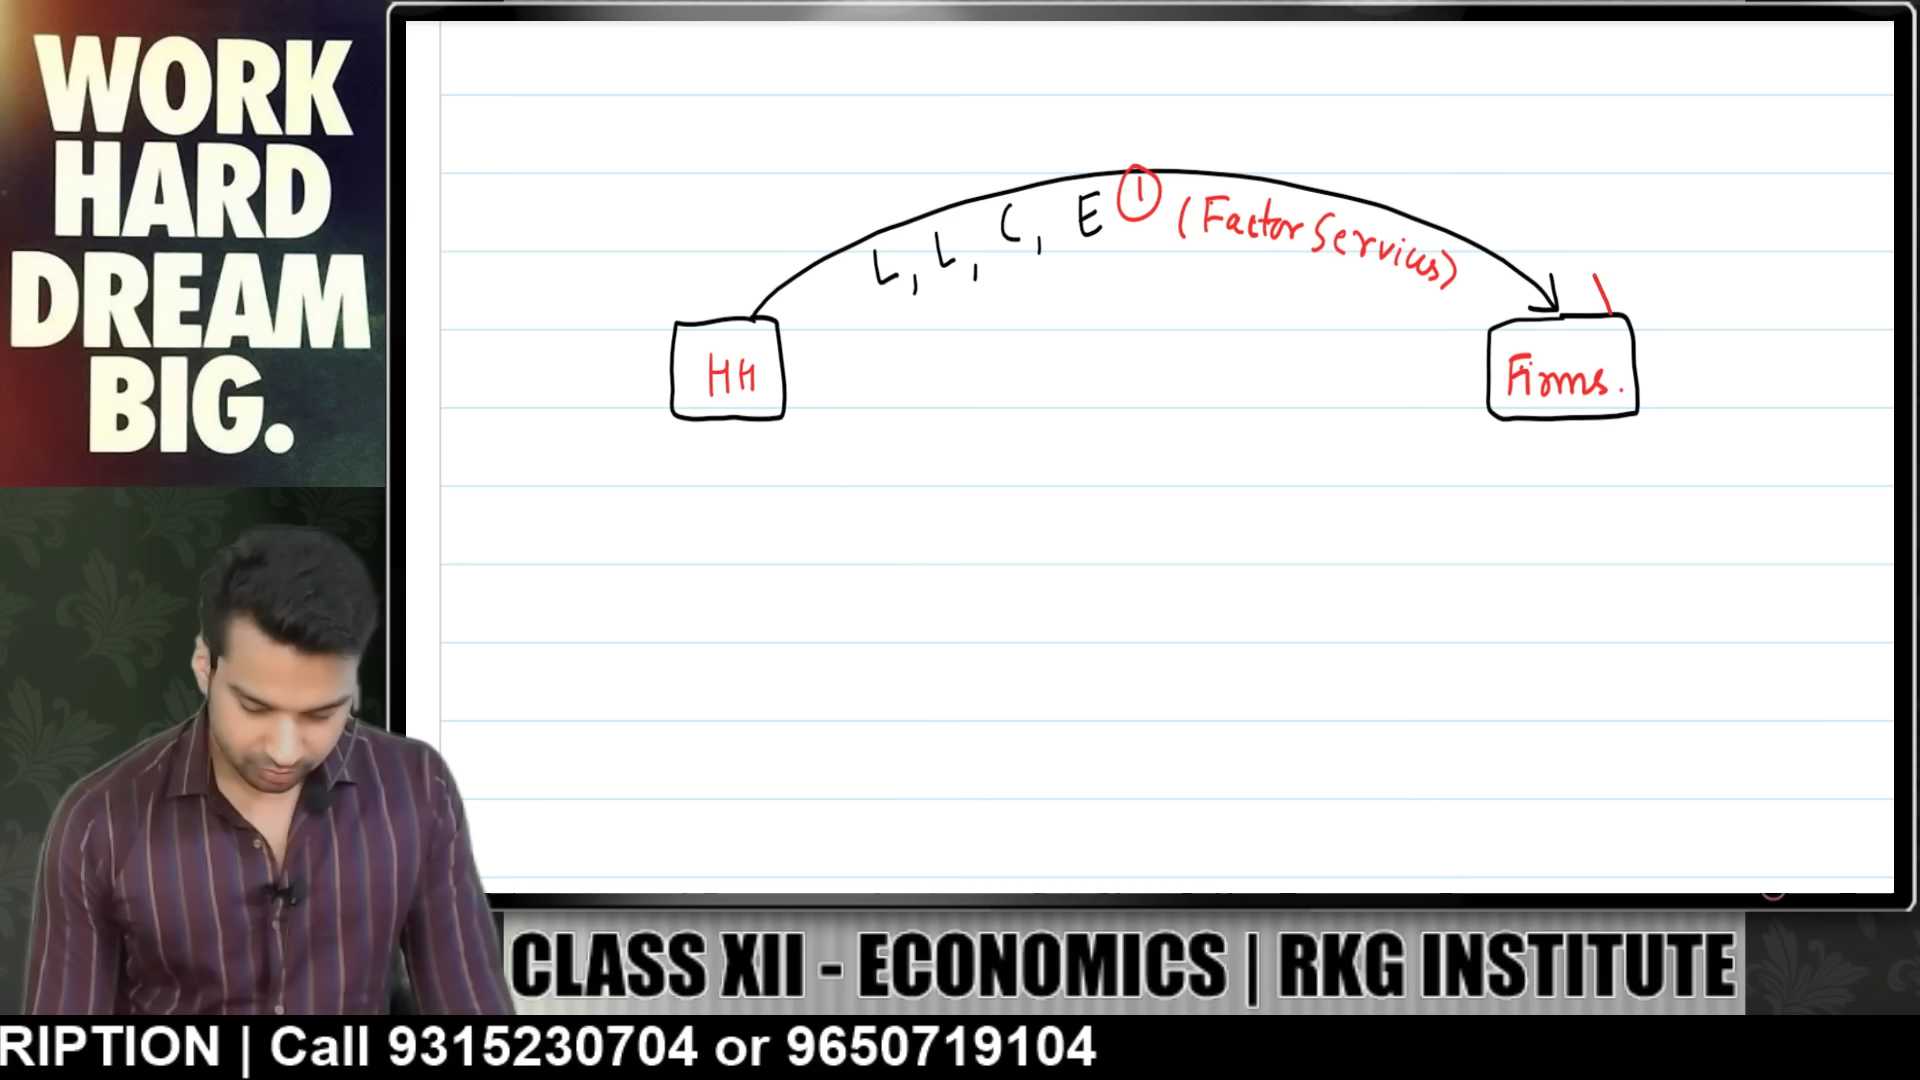 WORK
HARD
DREAM
BIG.
L, L, C, E ① (Factor Services)
HH
Firms.
CLASS XII - ECONOMICS | RKG INSTITUTE
RIPTION | Call 9315230704 or 9650719104